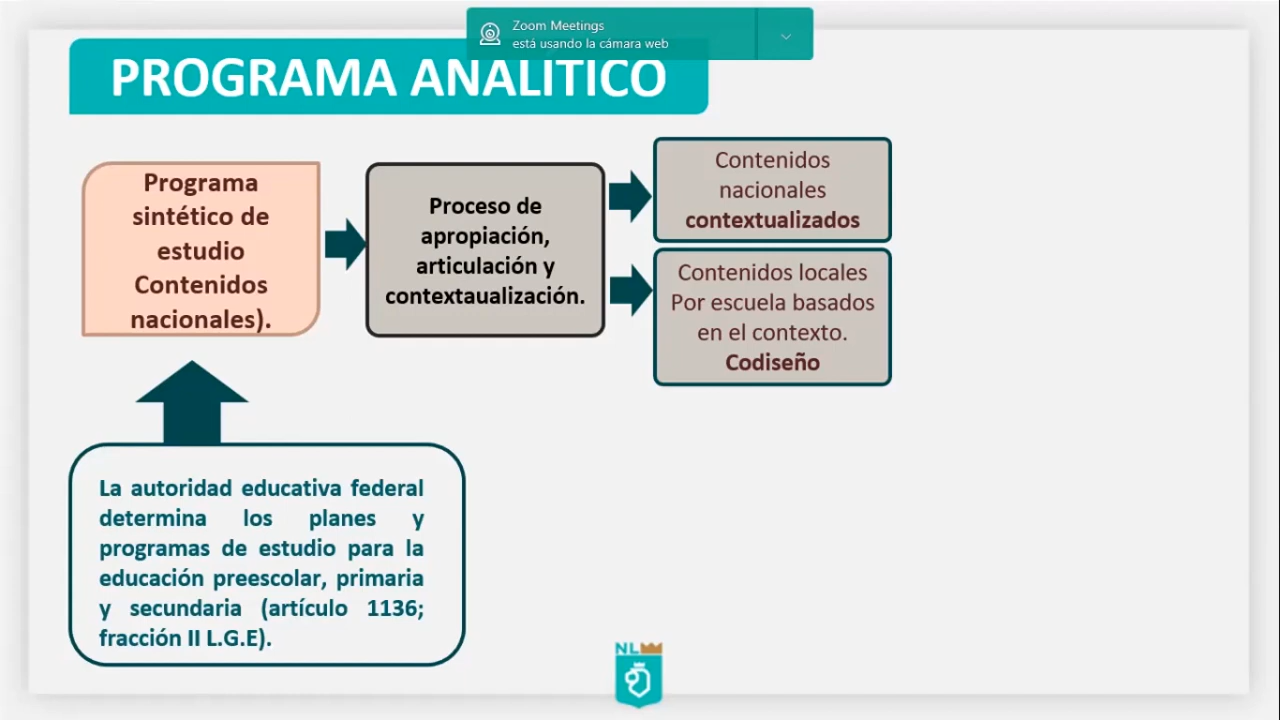 Zoom Meetings
está usando la cámara web
PROGRAMA ANALÍTICO
Programa
sintético de
estudio
Contenidos
nacionales).
Proceso de
apropiación,
articulación y
contextaualización.
Contenidos
nacionales
contextualizados
Contenidos locales
Por escuela basados
en el contexto.
Codiseño
La autoridad educativa federal
determina los planes y
programas de estudio para la
educación preescolar, primaria
y secundaria (artículo 1136;
fracción II L.G.E).
NL